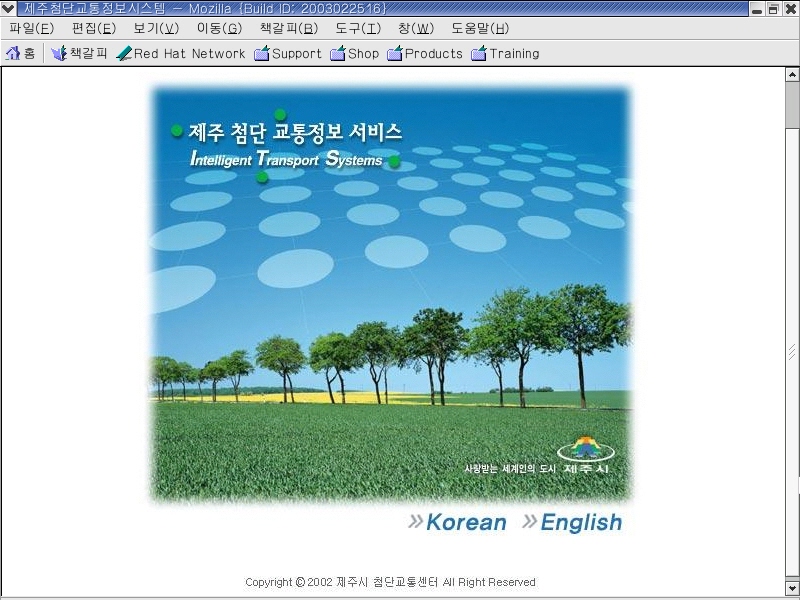 제주첨단교통정보시스템 - Mozilla {Build ID: 2003022516}
파일(F) 편집(E) 보기(V) 이동(G) 책갈피(B) 도구(T) 창(W) 도움말(H)
홈 책갈피 Red Hat Network Support Shop Products Training
제주 첨단 교통정보 서비스
Intelligent Transport Systems
사랑받는 세계인의 도시 제주시
»Korean »English
Copyright © 2002 제주시 첨단교통센터 All Right Reserved